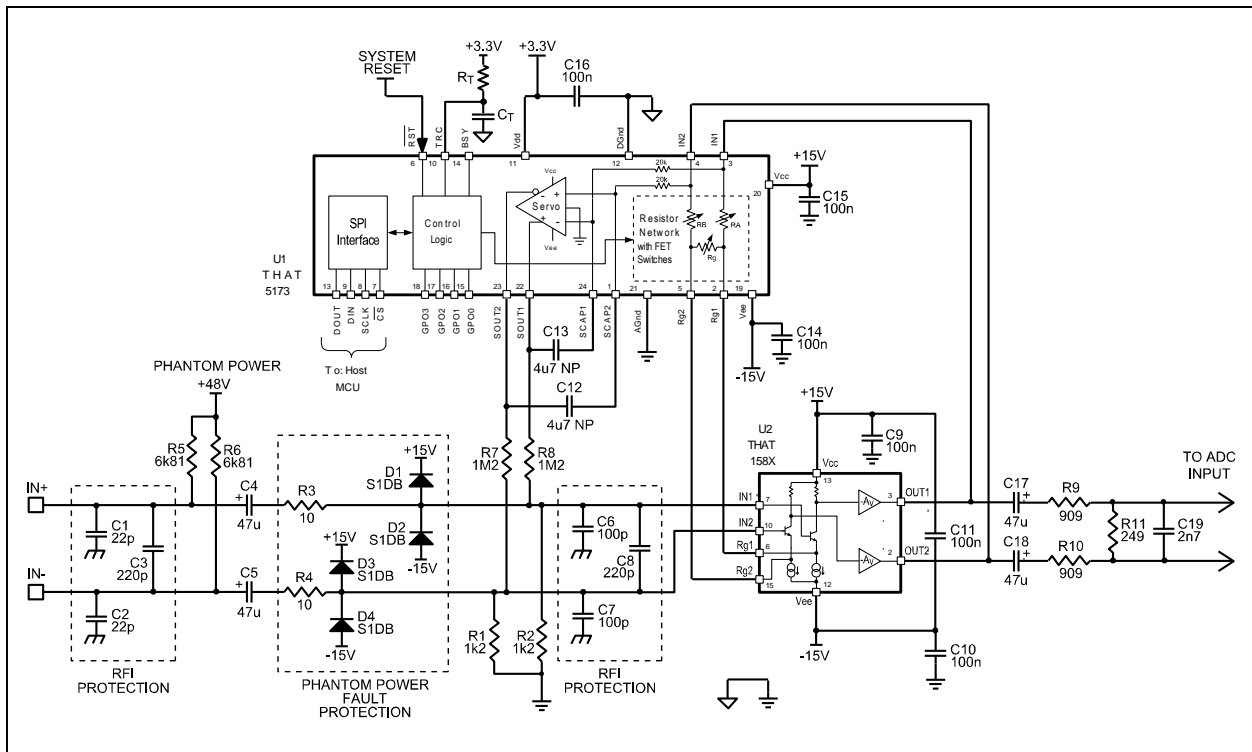 SYSTEM
RESET
+3.3V
RT
CT
+3.3V
C16
100n
RST
TRC
BSY
Vdd
DGnd
IN2
IN1
6
10
14
11
12
4
3
+15V
Vcc
20
C15
100n
20k
20k
Vcc
Servo
Vee
+
-
+
-
SPI
Interface
Control
Logic
Resistor
Network
with FET
Switches
RB
RA
Rg
U1
THAT
5173
13
9
8
7
18
17
16
15
23
22
24
1
21
5
2
19
DOUT
DIN
SCLK
CS
GPO3
GPO2
GPO1
GPO0
SOUT2
SOUT1
SCAP1
SCAP2
AGnd
Rg2
Rg1
Vee
To: Host
MCU
C13
4u7 NP
C12
4u7 NP
C14
100n
-15V
PHANTOM POWER
+48V
R5
6k81
R6
6k81
R7
1M2
R8
1M2
+15V
D1
S1DB
D2
S1DB
-15V
+15V
D3
S1DB
D4
S1DB
-15V
IN+
IN-
C1
22p
C2
22p
C3
220p
C4
+
47u
C5
+
47u
R3
10
R4
10
R1
1k2
R2
1k2
C6
100p
C7
100p
C8
220p
RFI
PROTECTION
PHANTOM POWER
FAULT
PROTECTION
RFI
PROTECTION
+15V
C9
100n
U2
THAT
158X
Vcc
13
IN1
7
IN2
10
Rg1
6
Rg2
15
-AV
-AV
3
OUT1
2
OUT2
12
Vee
-15V
C11
100n
C10
100n
C17
+
47u
C18
+
47u
R9
909
R10
909
R11
249
C19
2n7
TO ADC
INPUT